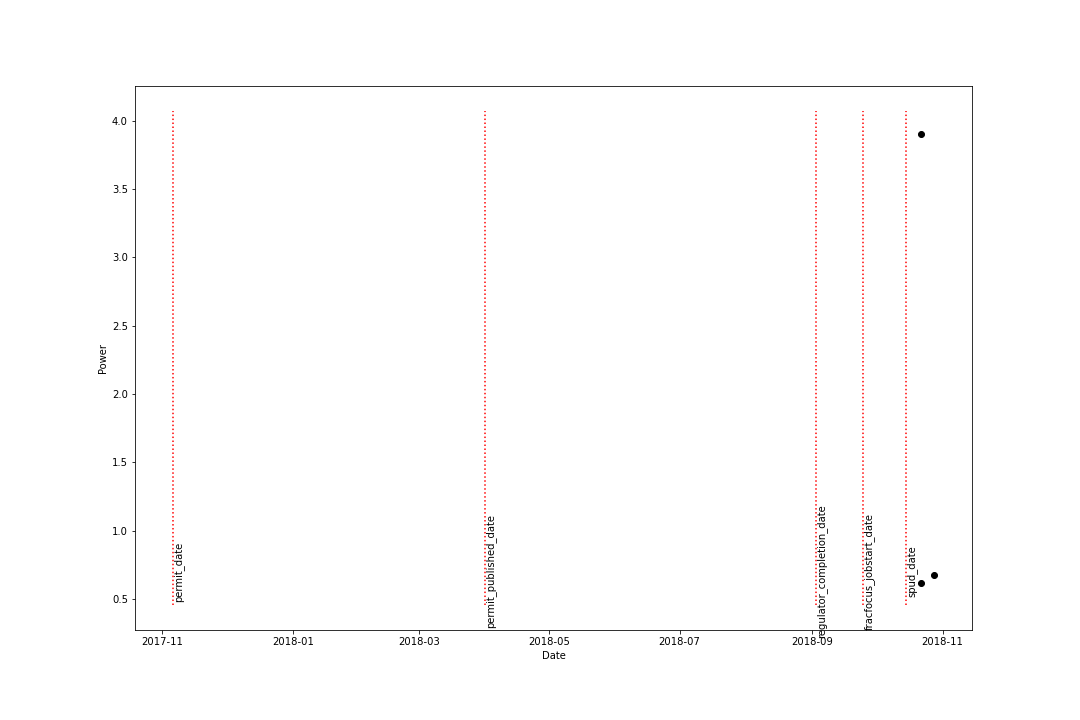 4.0
3.5
3.0
2.5
2.0
1.5
1.0
0.5
Power
permit_date
permit_published_date
regulator_completion_date
fracfocus_jobstart_date
spud_date
2017-11
2018-01
2018-03
2018-05
2018-07
2018-09
2018-11
Date